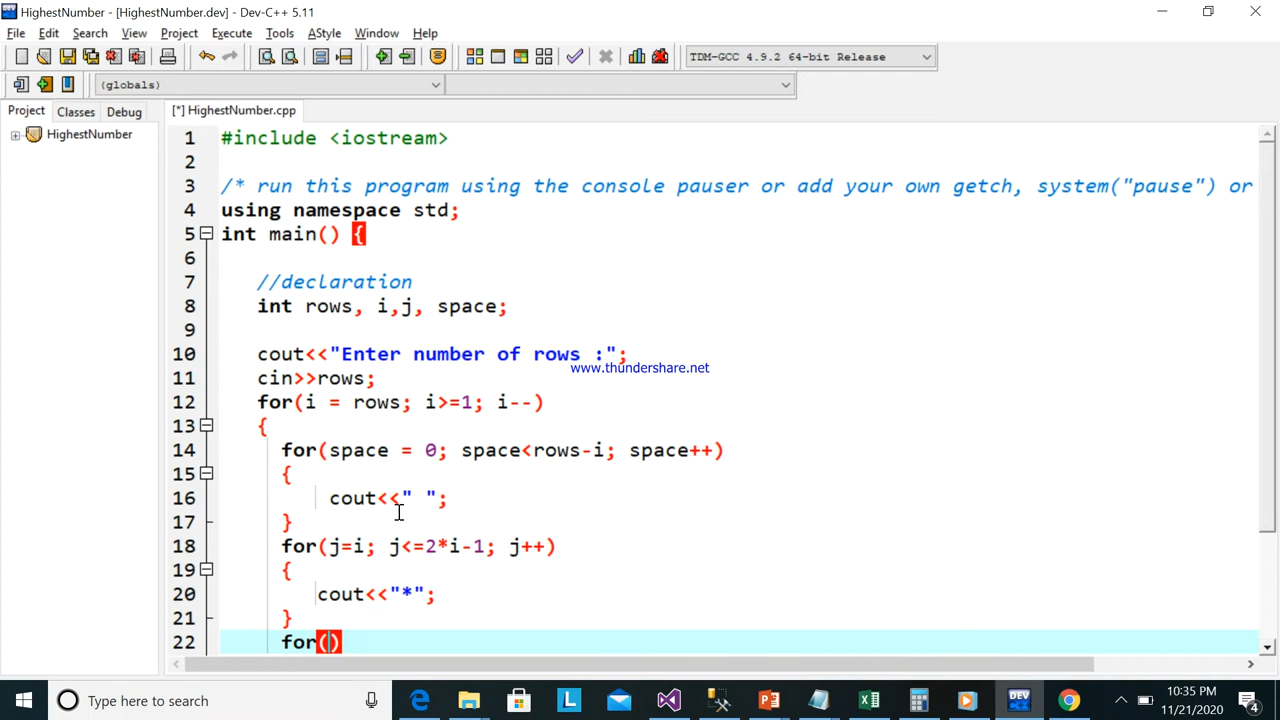 HighestNumber - [HighestNumber.dev] - Dev-C++ 5.11
File Edit Search View Project Execute Tools AStyle Window Help
TDM-GCC 4.9.2 64-bit Release
(globals)
Project Classes Debug [*] HighestNumber.cpp
HighestNumber
1 #include <iostream>
2
3 /* run this program using the console pauser or add your own getch, system("pause") or
4 using namespace std;
5 int main() {
6
7 //declaration
8 int rows, i,j, space;
9
10 cout<<"Enter number of rows :";
www.thundershare.net
11 cin>>rows;
12 for(i = rows; i>=1; i--)
13 {
14 for(space = 0; space<rows-i; space++)
15 {
16 cout<<" ";
17 }
18 for(j=i; j<=2*i-1; j++)
19 {
20 cout<<"*";
21 }
22 for()
Type here to search
DEV
10:35 PM
11/21/2020
4